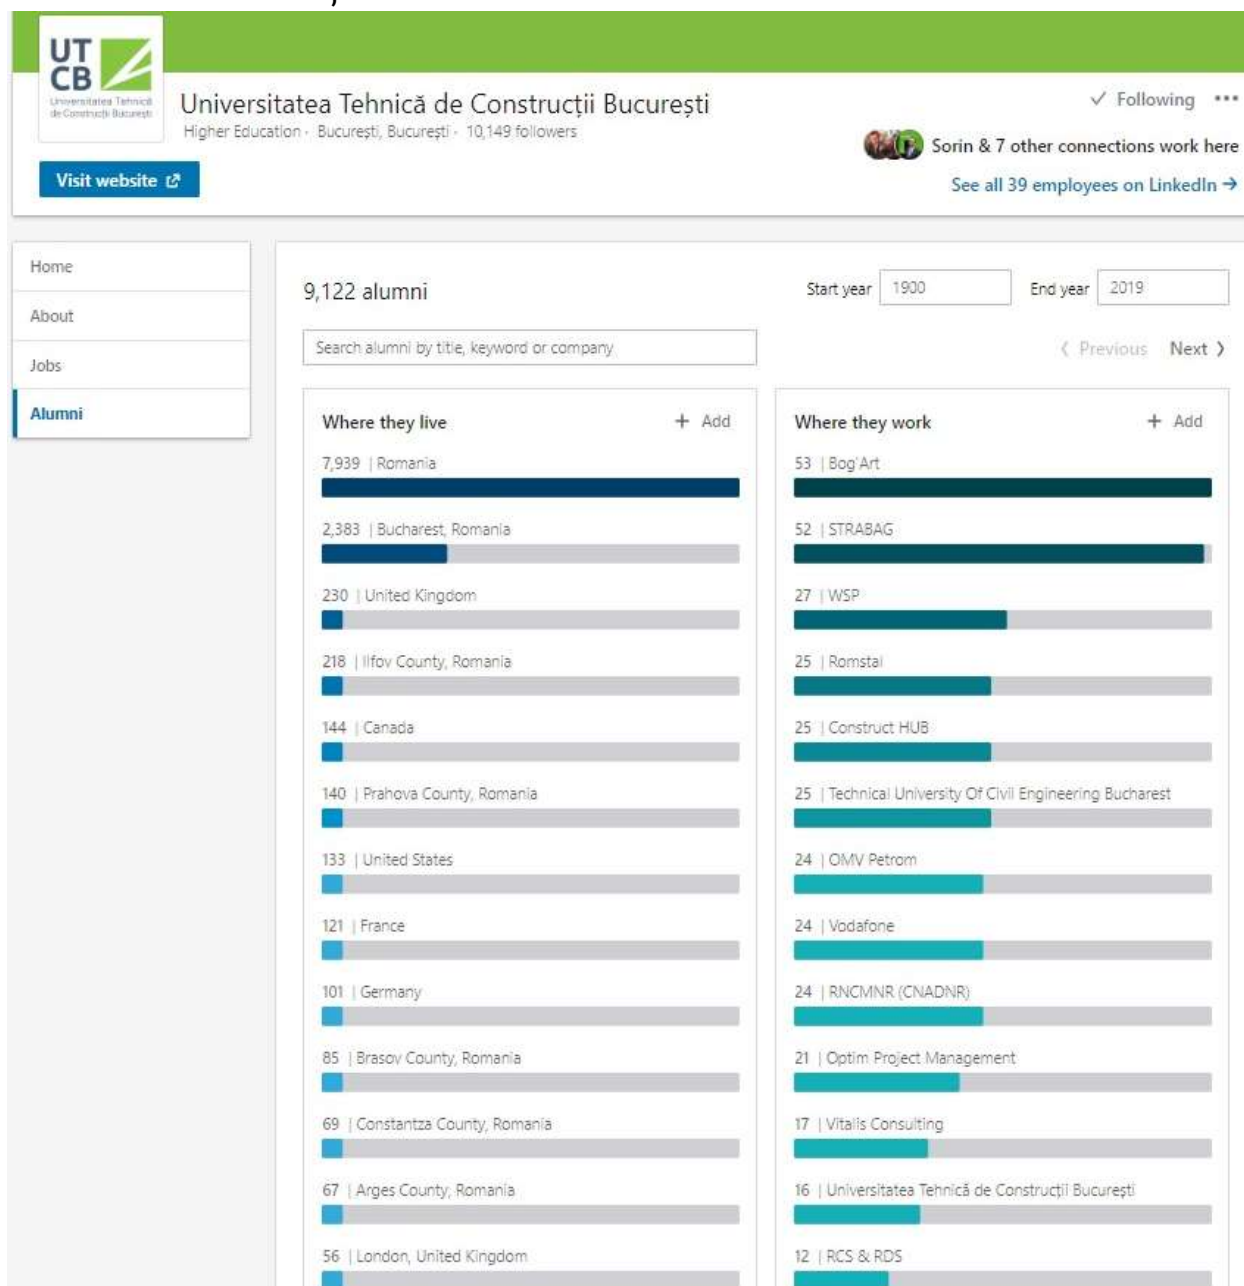 UT
CB
Universitatea Tehnică
de Construcții București
Universitatea Tehnică de Construcții București
Higher Education · București, București · 10,149 followers
Following
Sorin & 7 other connections work here
Visit website
See all 39 employees on LinkedIn →
Home
About
Jobs
Alumni
9,122 alumni
Start year 1900
End year 2019
Search alumni by title, keyword or company
Previous
Next
Where they live
+ Add
7,939 | Romania
2,383 | Bucharest, Romania
230 | United Kingdom
218 | Ilfov County, Romania
144 | Canada
140 | Prahova County, Romania
133 | United States
121 | France
101 | Germany
85 | Brasov County, Romania
69 | Constantza County, Romania
67 | Arges County, Romania
56 | London, United Kingdom
Where they work
+ Add
53 | Bog'Art
52 | STRABAG
27 | WSP
25 | Romstal
25 | Construct HUB
25 | Technical University Of Civil Engineering Bucharest
24 | OMV Petrom
24 | Vodafone
24 | RNCMNR (CNADNR)
21 | Optim Project Management
17 | Vitalis Consulting
16 | Universitatea Tehnică de Construcții București
12 | RCS & RDS